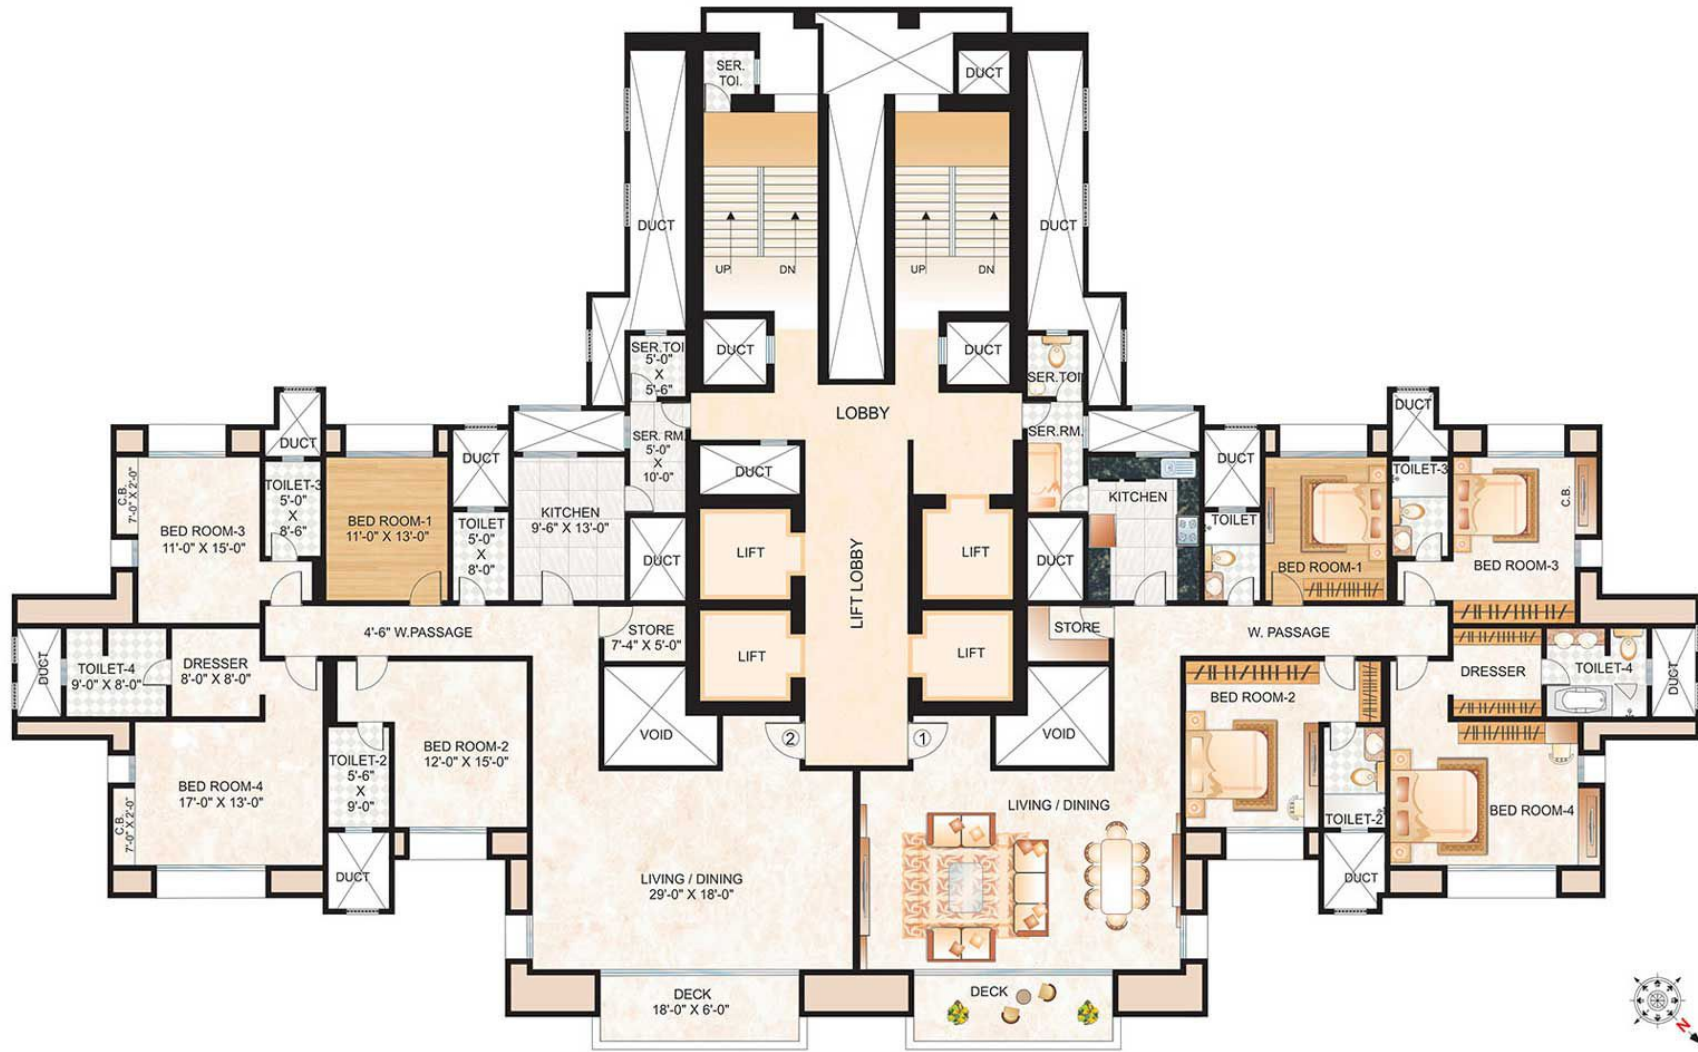 SER.
TOI.
DUCT
DUCT
DUCT
UP
DN
UP
DN
DUCT
DUCT
SER.TOI
5'-0"
X
5'-6"
SER.TOI
LOBBY
DUCT
DUCT
DUCT
DUCT
SER. RM.
5'-0"
X
10'-0"
SER.RM.
DUCT
C.B.
7'-0" X 2'-0"
BED ROOM-3
11'-0" X 15'-0"
TOILET-3
5'-0"
X
8'-6"
BED ROOM-1
11'-0" X 13'-0"
TOILET
5'-0"
X
8'-0"
KITCHEN
9'-6" X 13'-0"
DUCT
LIFT
LIFT LOBBY
LIFT
DUCT
KITCHEN
TOILET
BED ROOM-1
TOILET-3
BED ROOM-3
C.B.
DUCT
4'-6" W.PASSAGE
STORE
7'-4" X 5'-0"
LIFT
LIFT
STORE
W. PASSAGE
DUCT
TOILET-4
9'-0" X 8'-0"
DRESSER
8'-0" X 8'-0"
DRESSER
TOILET-4
DUCT
BED ROOM-2
VOID
2
1
VOID
BED ROOM-2
12'-0" X 15'-0"
TOILET-2
5'-6"
X
9'-0"
BED ROOM-4
17'-0" X 13'-0"
C.B.
7'-0" X 2'-0"
LIVING / DINING
BED ROOM-4
TOILET-2
DUCT
LIVING / DINING
29'-0" X 18'-0"
DUCT
DECK
18'-0" X 6'-0"
DECK
N